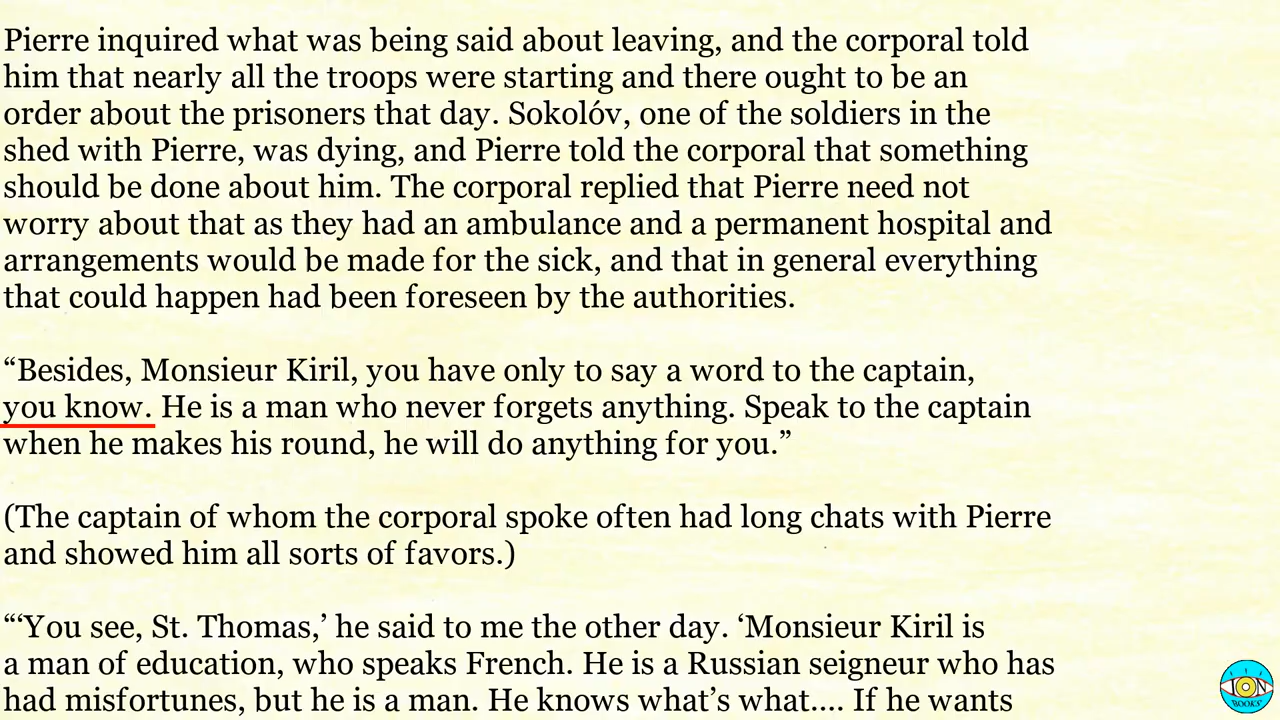 Pierre inquired what was being said about leaving, and the corporal told
him that nearly all the troops were starting and there ought to be an
order about the prisoners that day. Sokolóv, one of the soldiers in the
shed with Pierre, was dying, and Pierre told the corporal that something
should be done about him. The corporal replied that Pierre need not
worry about that as they had an ambulance and a permanent hospital and
arrangements would be made for the sick, and that in general everything
that could happen had been foreseen by the authorities.
“Besides, Monsieur Kiril, you have only to say a word to the captain,
you know. He is a man who never forgets anything. Speak to the captain
when he makes his round, he will do anything for you.”
(The captain of whom the corporal spoke often had long chats with Pierre
and showed him all sorts of favors.)
“‘You see, St. Thomas,’ he said to me the other day. ‘Monsieur Kiril is
a man of education, who speaks French. He is a Russian seigneur who has
had misfortunes, but he is a man. He knows what’s what.... If he wants
ION
BOOKS